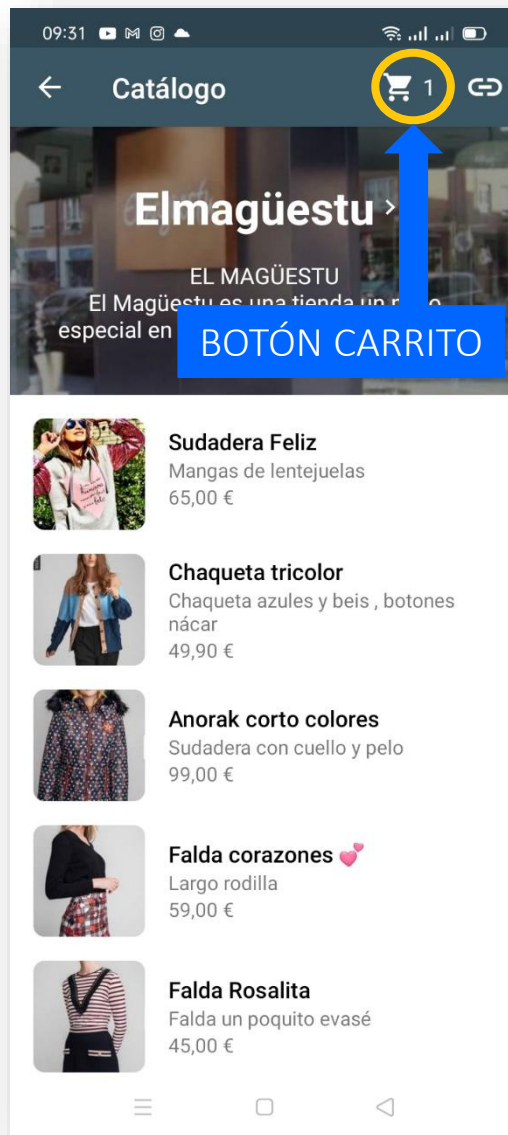 09:31
Catálogo 1
Elmagüestu
EL MAGÜESTU
El Magüestu es una tienda un
especial en
BOTÓN CARRITO
Sudadera Feliz
Mangas de lentejuelas
65,00 €
Chaqueta tricolor
Chaqueta azules y beis , botones
nácar
49,90 €
Anorak corto colores
Sudadera con cuello y pelo
99,00 €
Falda corazones 💕
Largo rodilla
59,00 €
Falda Rosalita
Falda un poquito evasé
45,00 €